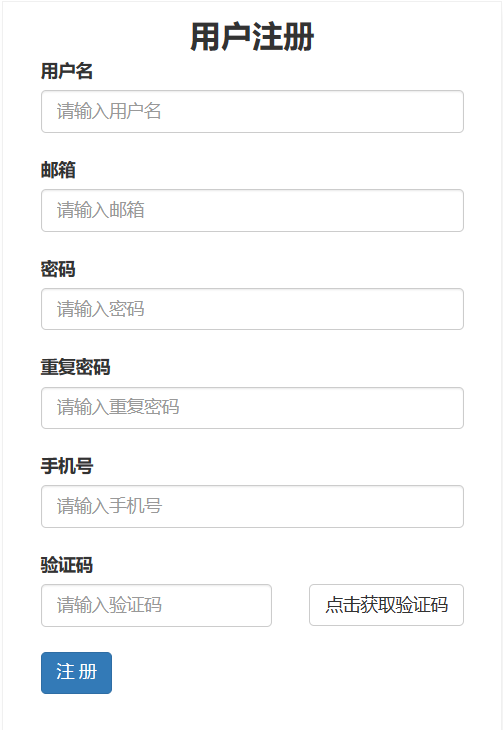 用户注册
用户名
请输入用户名
邮箱
请输入邮箱
密码
请输入密码
重复密码
请输入重复密码
手机号
请输入手机号
验证码
请输入验证码 点击获取验证码
注 册